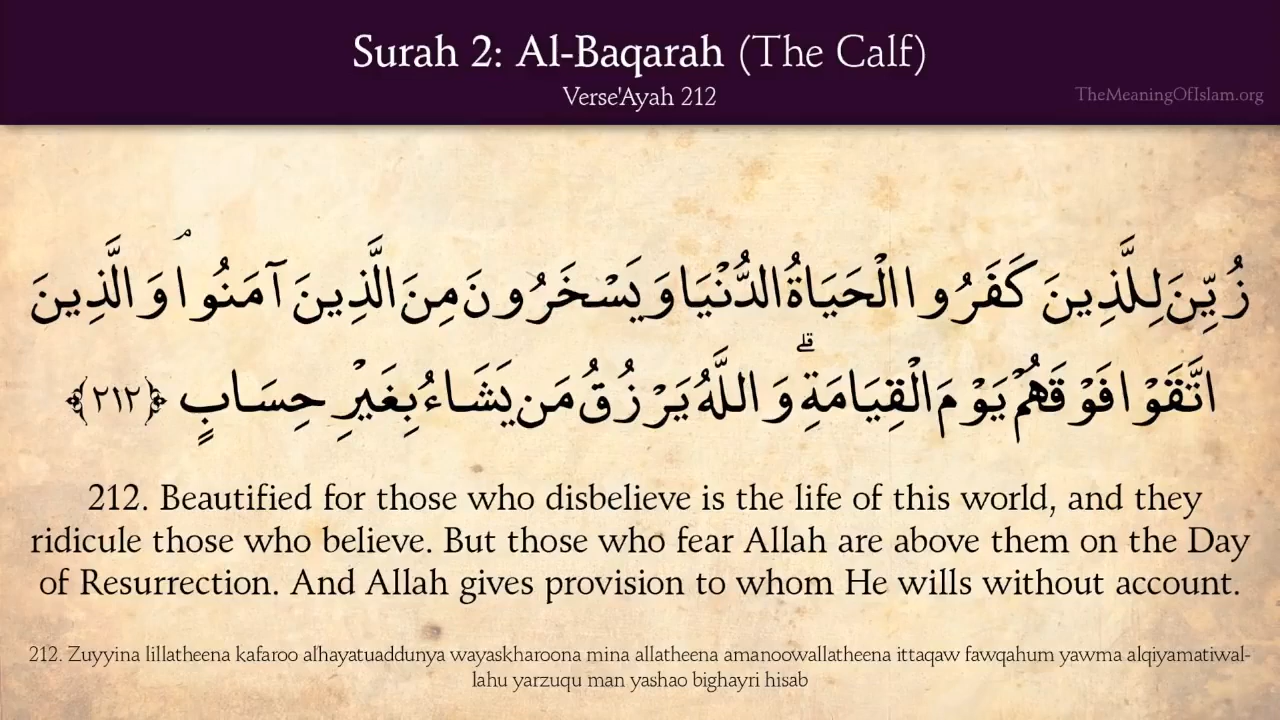 Surah 2: Al-Baqarah (The Calf)
Verse'Ayah 212
TheMeaningOfIslam.org
زُيِّنَ لِلَّذِينَ كَفَرُوا الْحَيَاةُ الدُّنْيَا وَيَسْخَرُونَ مِنَ الَّذِينَ آمَنُوا ۘ وَالَّذِينَ
اتَّقَوْا فَوْقَهُمْ يَوْمَ الْقِيَامَةِ ۗ وَاللَّهُ يَرْزُقُ مَن يَشَاءُ بِغَيْرِ حِسَابٍ ﴿٢١٢﴾
212. Beautified for those who disbelieve is the life of this world, and they
ridicule those who believe. But those who fear Allah are above them on the Day
of Resurrection. And Allah gives provision to whom He wills without account.
212. Zuyyina lillatheena kafaroo alhayatuaddunya wayaskharoona mina allatheena amanoowallatheena ittaqaw fawqahum yawma alqiyamatiwal-
lahu yarzuqu man yashao bighayri hisab